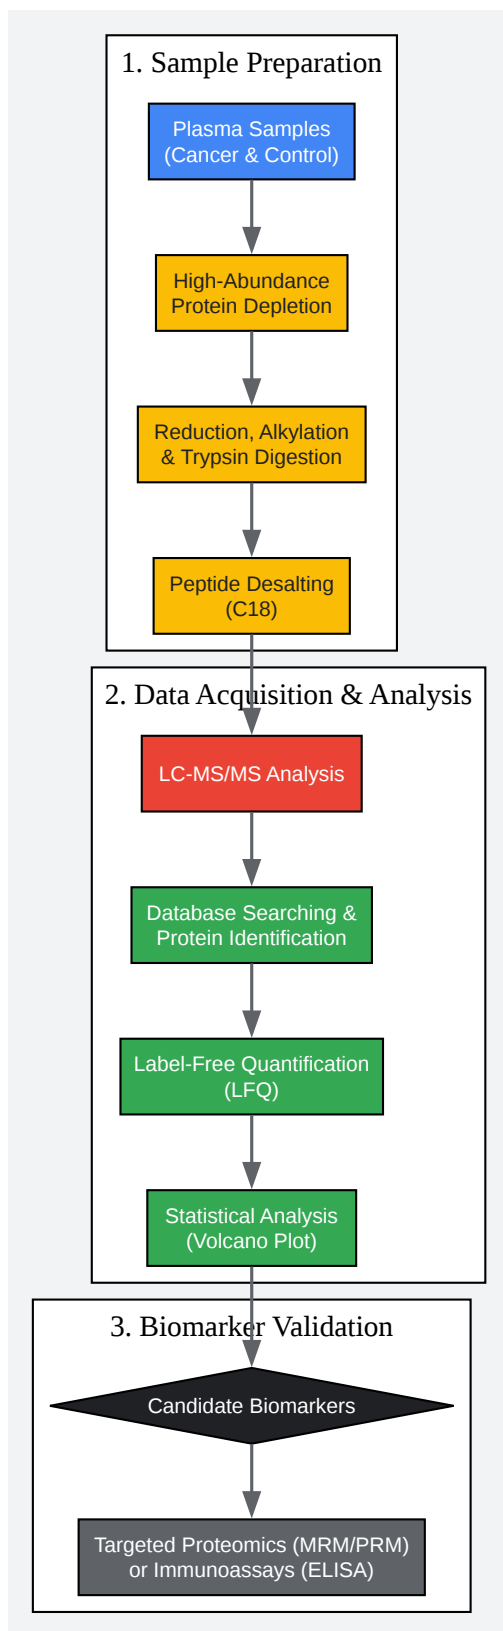 1. Sample Preparation
Plasma Samples
(Cancer & Control)
High-Abundance
Protein Depletion
Reduction, Alkylation
& Trypsin Digestion
Peptide Desalting
(C18)
2. Data Acquisition & Analysis
LC-MS/MS Analysis
Database Searching &
Protein Identification
Label-Free Quantification
(LFQ)
Statistical Analysis
(Volcano Plot)
3. Biomarker Validation
Candidate Biomarkers
Targeted Proteomics (MRM/PRM)
or Immunoassays (ELISA)